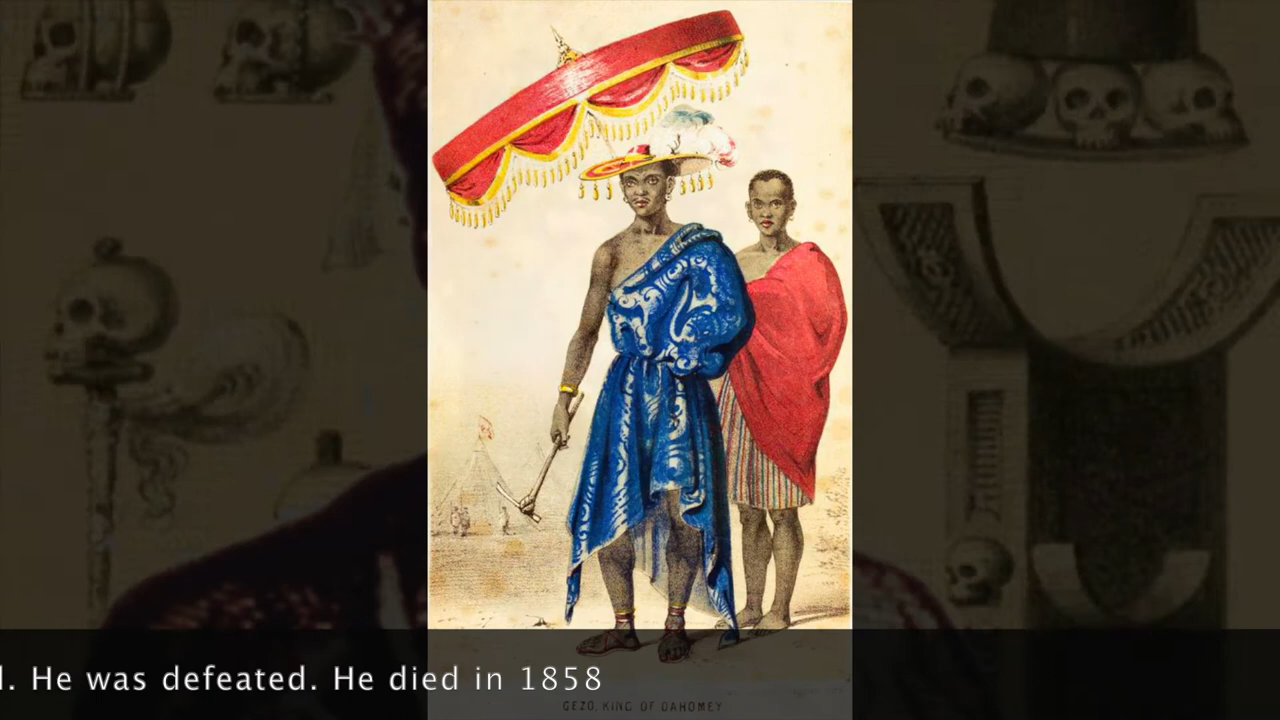 . He was defeated. He died in 1858
GEZO, KING OF DAHOMEY